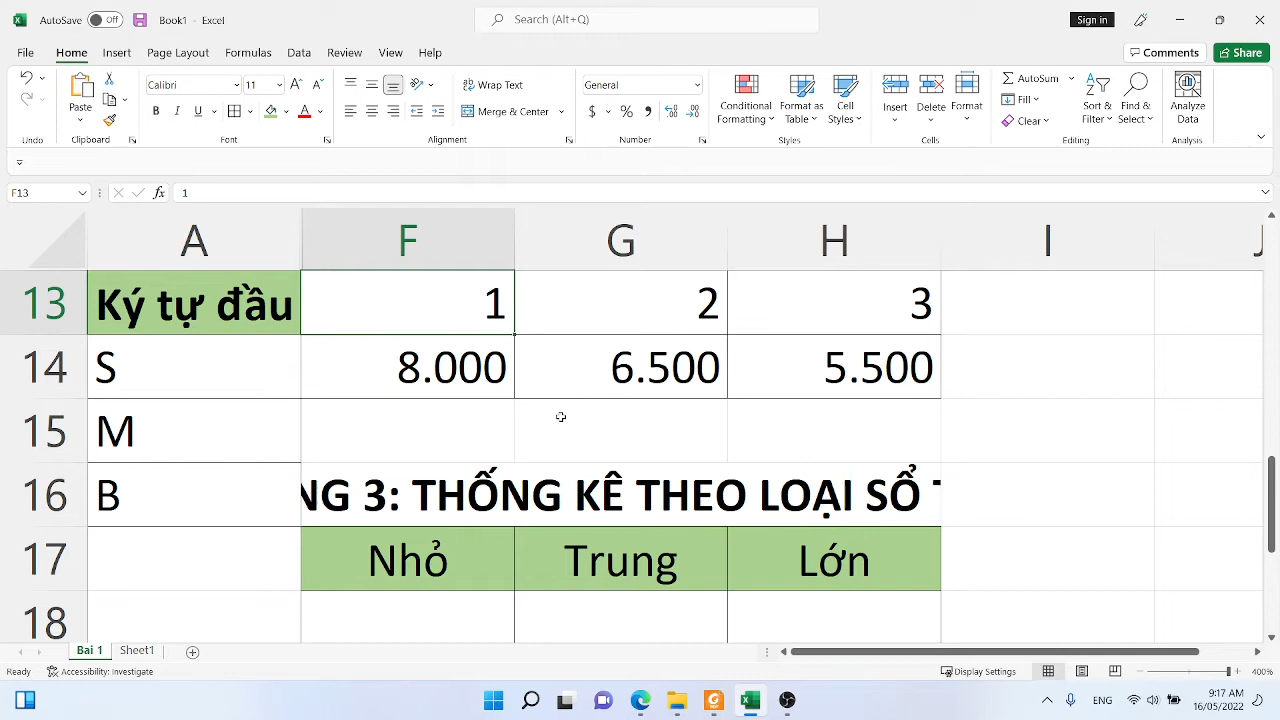 AutoSave Off Book1 - Excel Search (Alt+Q) Sign in
File Home Insert Page Layout Formulas Data Review View Help Comments Share
Calibri 11 Wrap Text General AutoSum
Paste B I U Merge & Center $ % Conditional Formatting Format as Table Cell Styles Insert Delete Format Fill Clear Sort & Filter Find & Select Analyze Data
Undo Clipboard Font Alignment Number Styles Cells Editing Analysis
F13 fx 1
A F G H I J
13 Ký tự đầu 1 2 3
14 S 8.000 6.500 5.500
15 M
16 B NG 3: THỐNG KÊ THEO LOẠI SỔ
17 Nhỏ Trung Lớn
18
Bai 1 Sheet1
Ready Accessibility: Investigate Display Settings 400%
ENG 9:17 AM
16/05/2022